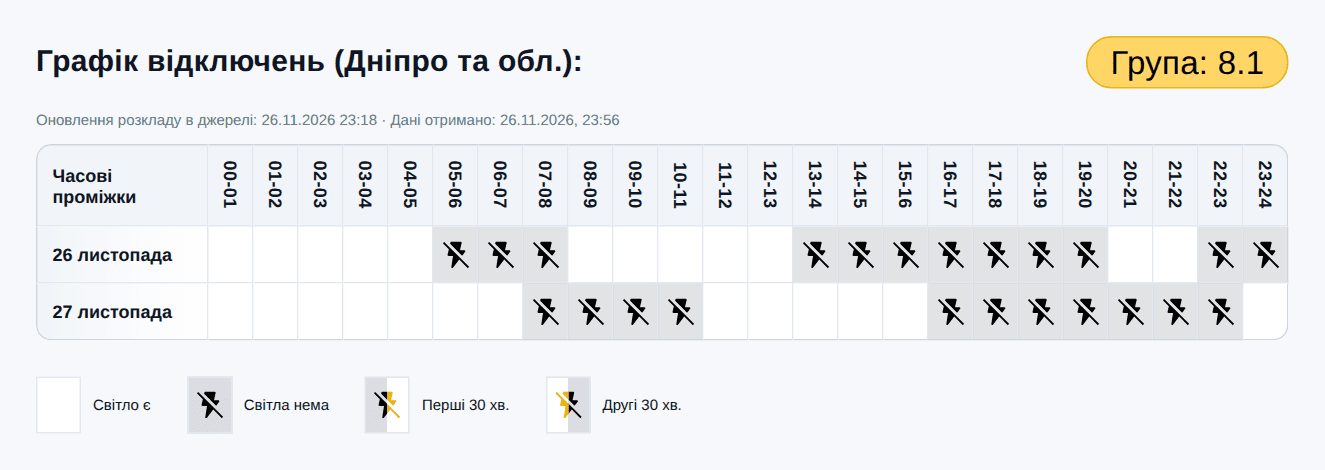 Графік відключень (Дніпро та обл.):
Група: 8.1
Оновлення розкладу в джерелі: 26.11.2026 23:18 · Дані отримано: 26.11.2026, 23:56
Часові
проміжки
00-01
01-02
02-03
03-04
04-05
05-06
06-07
07-08
08-09
09-10
10-11
11-12
12-13
13-14
14-15
15-16
16-17
17-18
18-19
19-20
20-21
21-22
22-23
23-24
26 листопада
27 листопада
Світло є
Світла нема
Перші 30 хв.
Другі 30 хв.